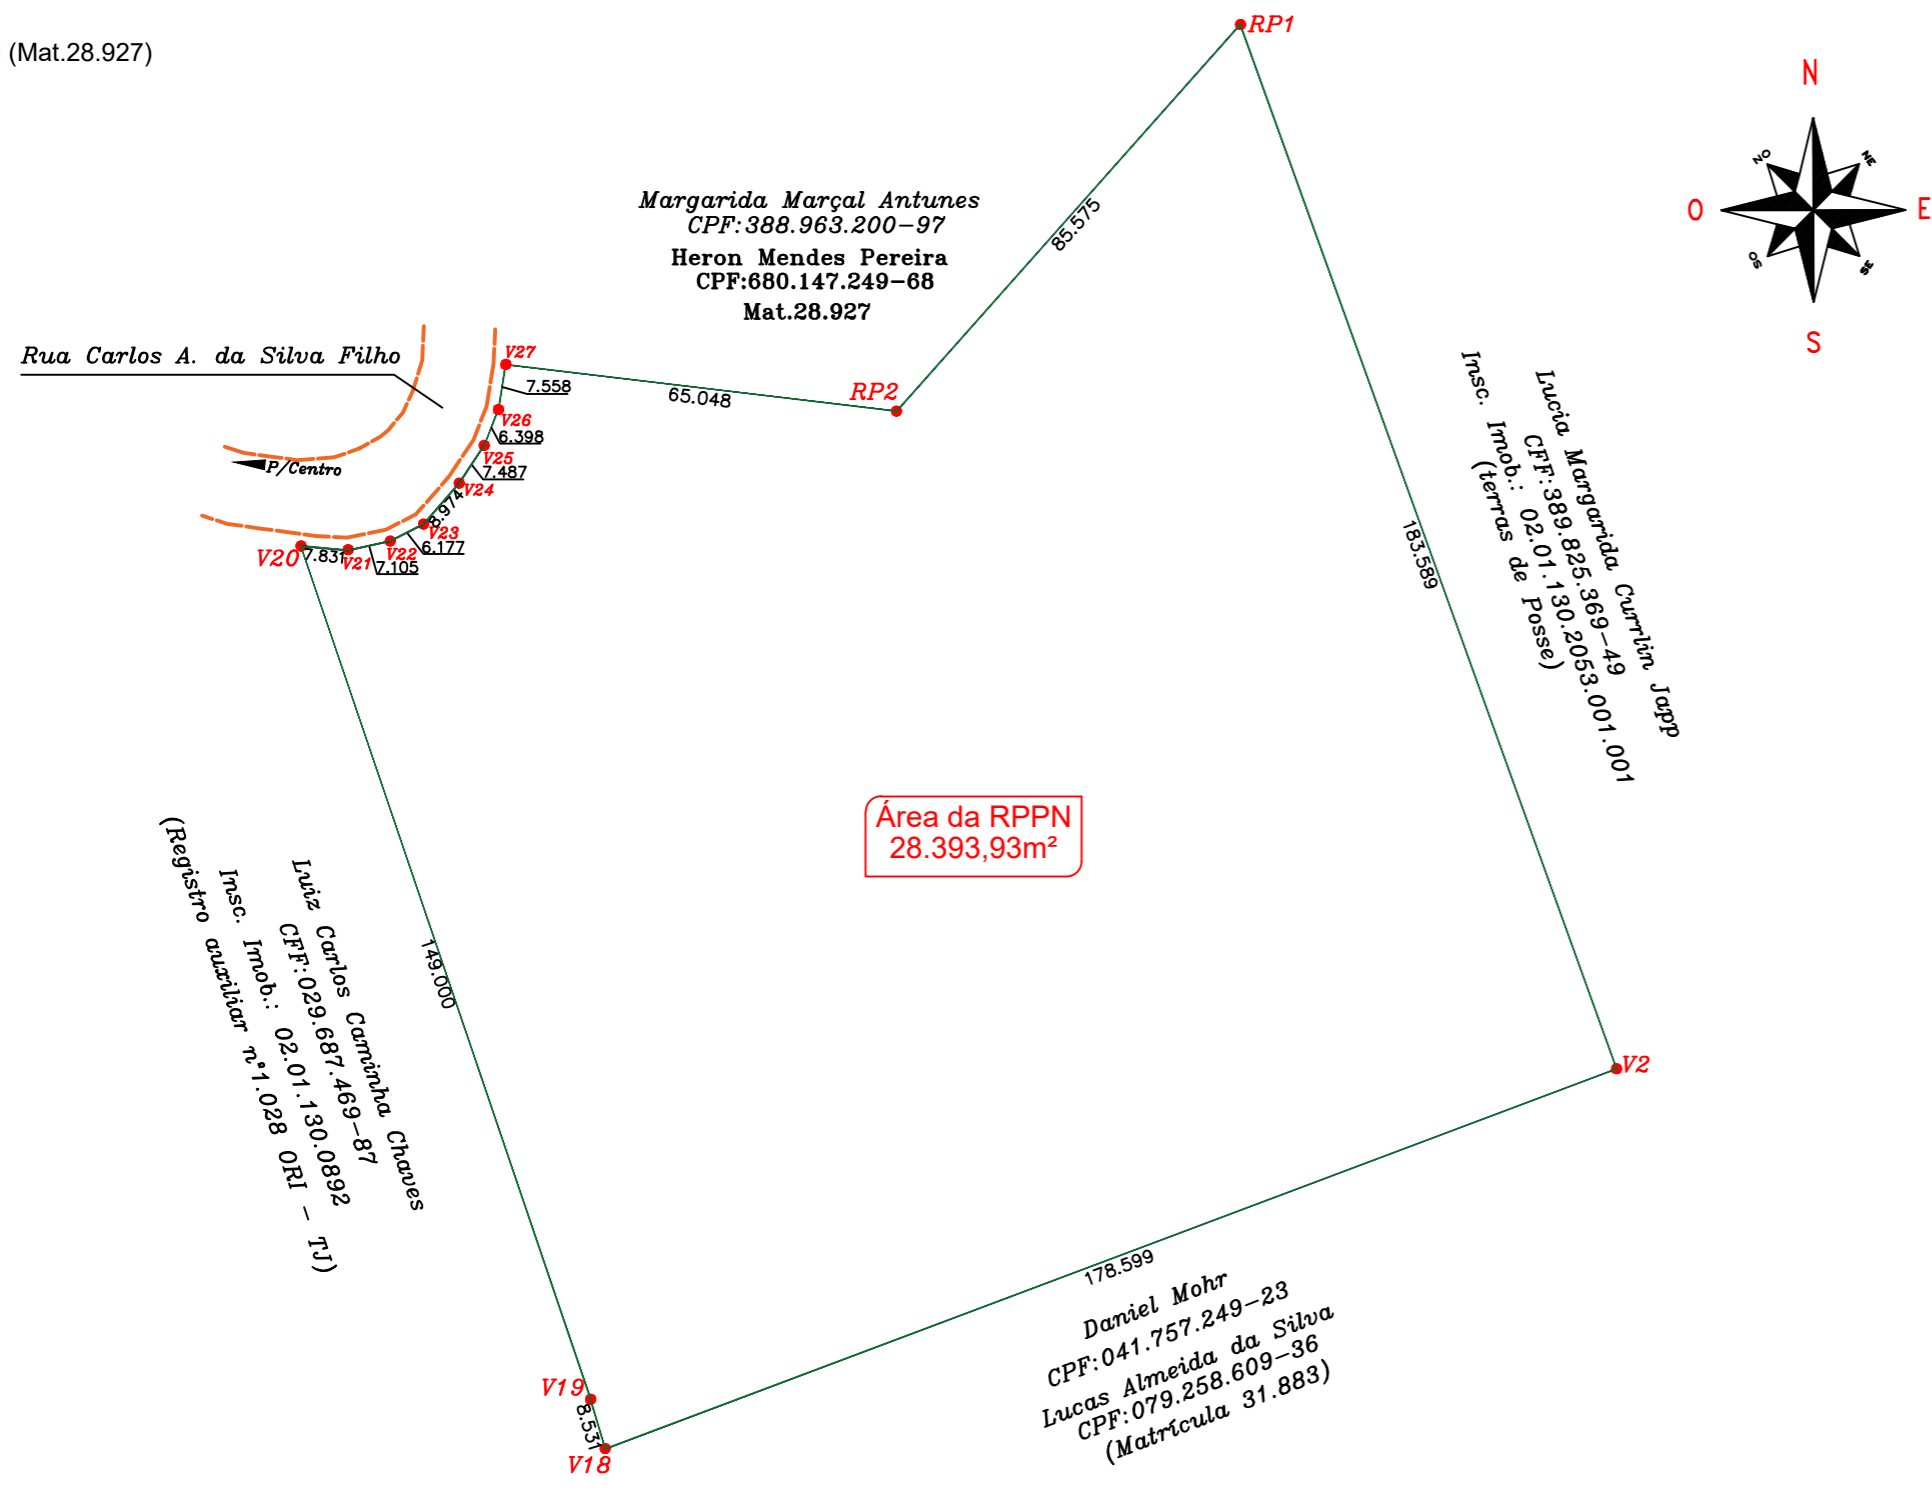 (Mat.28.927)
RP1
N
NO
NE
O
E
OS
SE
S
Margarida Marçal Antunes
CPF:388.963.200-97
Heron Mendes Pereira
CPF:680.147.249-68
Mat.28.927
85.575
Rua Carlos A. da Silva Filho
P/Centro
V27
7.558
65.048
RP2
V26
6.398
V25
7.487
V24
8.974
V23
6.177
V22
7.105
V21
7.831
V20
Lucia Margarida Currlin Japp
CFF:389.825.369-49
Insc. Imob.: 02.01.130.2053.001.001
(terras de Posse)
183.589
Área da RPPN
28.393,93m²
Luiz Carlos Caminha Chaves
CFF:029.687.469-87
Insc. Imob.: 02.01.130.0892
(Registro auxiliar n°1.028 ORI - TJ)
149.000
V2
178.599
Daniel Mohr
CPF:041.757.249-23
Lucas Almeida da Silva
CPF:079.258.609-36
(Matrícula 31.883)
V19
8.531
V18